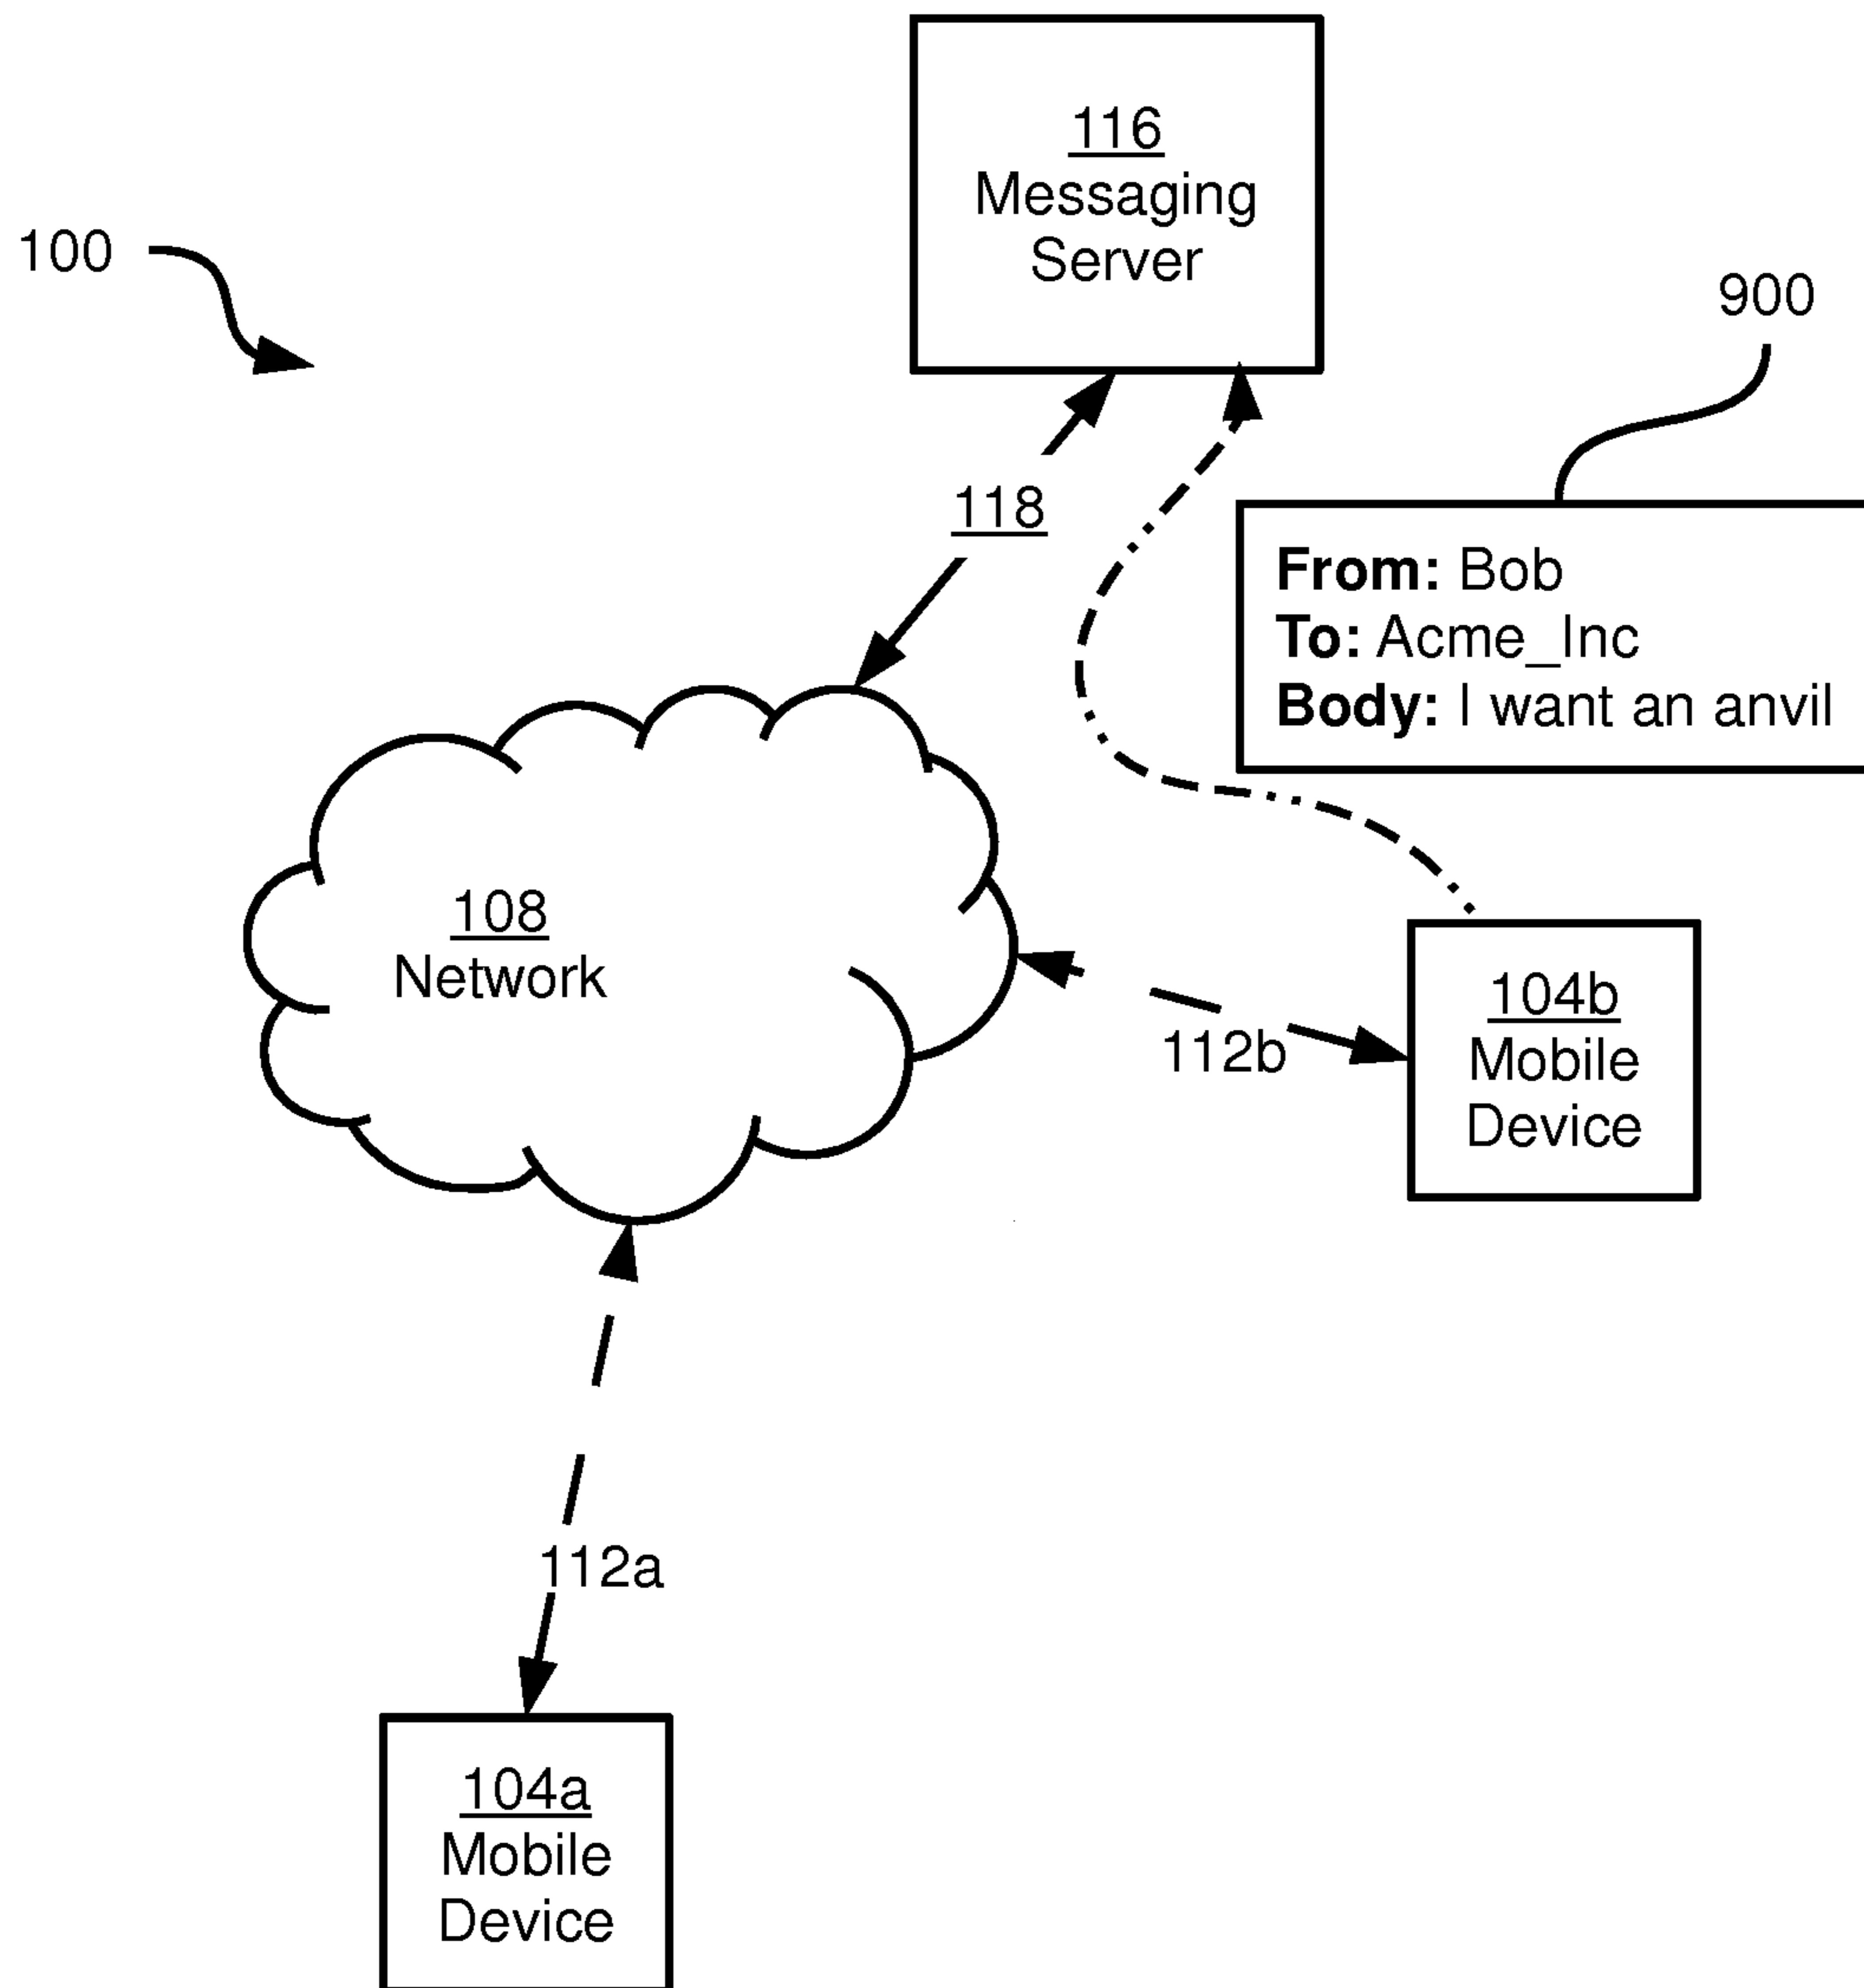 116
Messaging
Server
100
900
118
From: Bob
To: Acme_Inc
Body: I want an anvil
108
Network
104b
Mobile
Device
112b
112a
104a
Mobile
Device